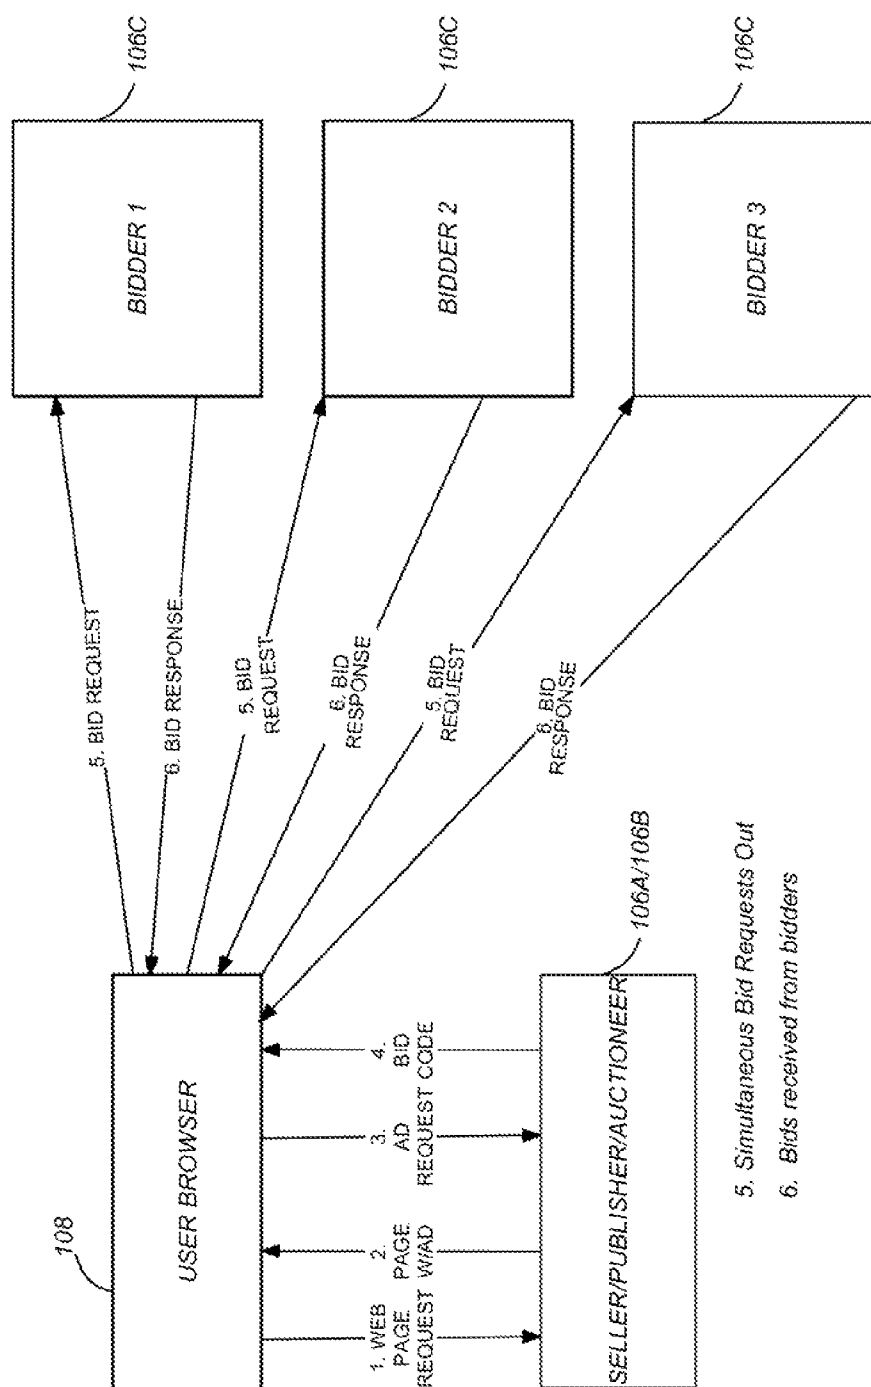 106C
BIDDER 1
106C
BIDDER 2
106C
BIDDER 3
5. BID REQUEST
6. BID RESPONSE
5. BID
REQUEST
6. BID
RESPONSE
5. BID
REQUEST
6. BID
RESPONSE
108
USER BROWSER
1. WEB
PAGE
REQUEST
2.
PAGE
W/AD
3.
AD
REQUEST
4.
BID
CODE
106A/106B
SELLER/PUBLISHER/AUCTIONEER
5. Simultaneous Bid Requests Out
6. Bids received from bidders